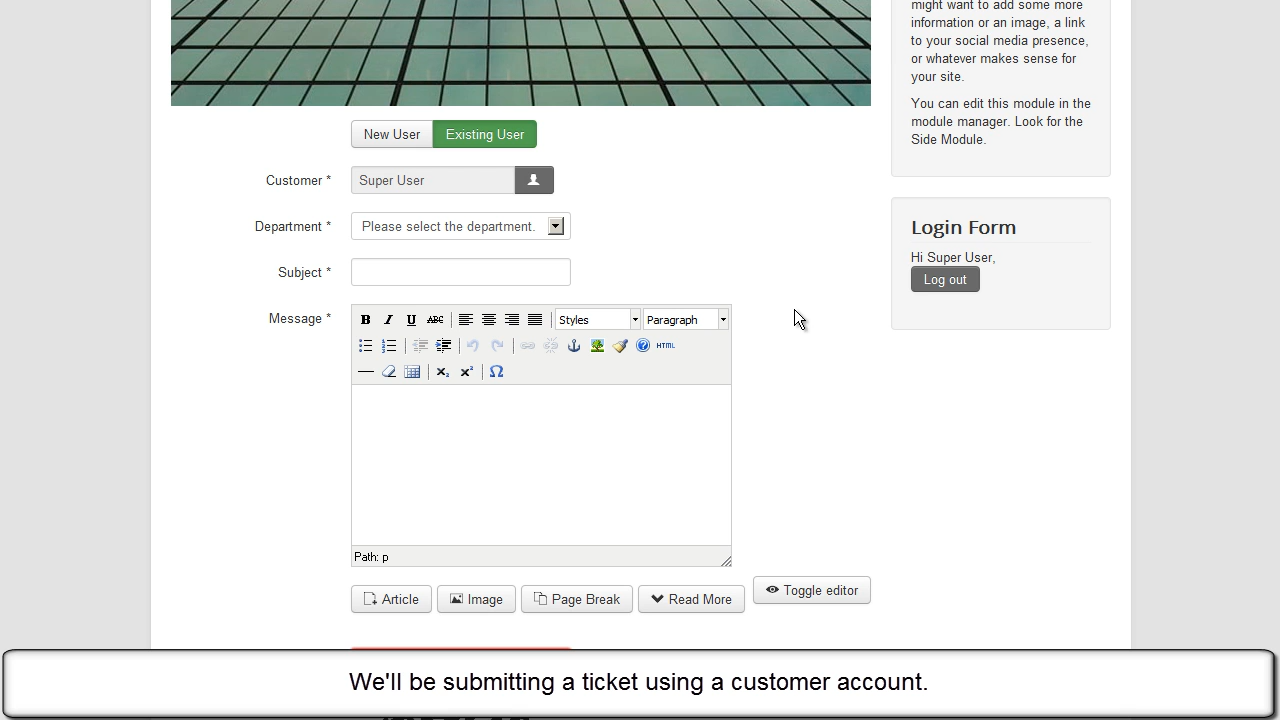 might want to add some more
information or an image, a link
to your social media presence,
or whatever makes sense for
your site.
You can edit this module in the
module manager. Look for the
Side Module.
New User
Existing User
Customer *
Super User
Department *
Please select the department.
Subject *
Message *
B I U ABC
Styles
Paragraph
HTML
x₂ x² Ω
Path: p
Article
Image
Page Break
Read More
Toggle editor
Login Form
Hi Super User,
Log out
We'll be submitting a ticket using a customer account.